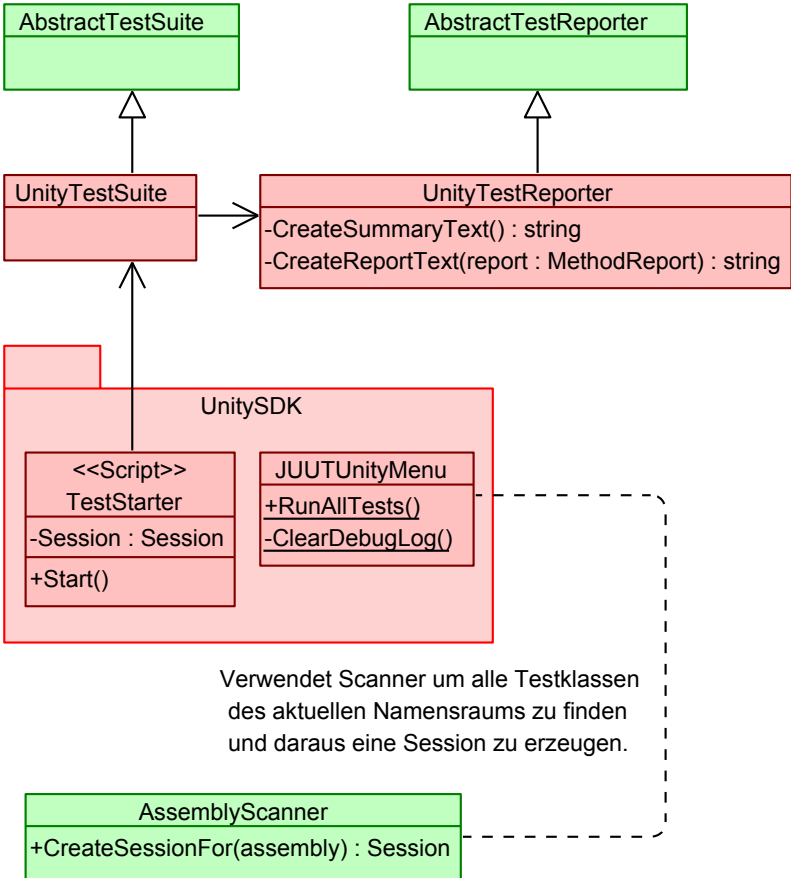 AbstractTestSuite
AbstractTestReporter
UnityTestSuite
UnityTestReporter
-CreateSummaryText() : string
-CreateReportText(report : MethodReport) : string
UnitySDK
<<Script>>
TestStarter
-Session : Session
+Start()
JUUTUnityMenu
+RunAllTests()
-ClearDebugLog()
Verwendet Scanner um alle Testklassen
des aktuellen Namensraums zu finden
und daraus eine Session zu erzeugen.
AssemblyScanner
+CreateSessionFor(assembly) : Session